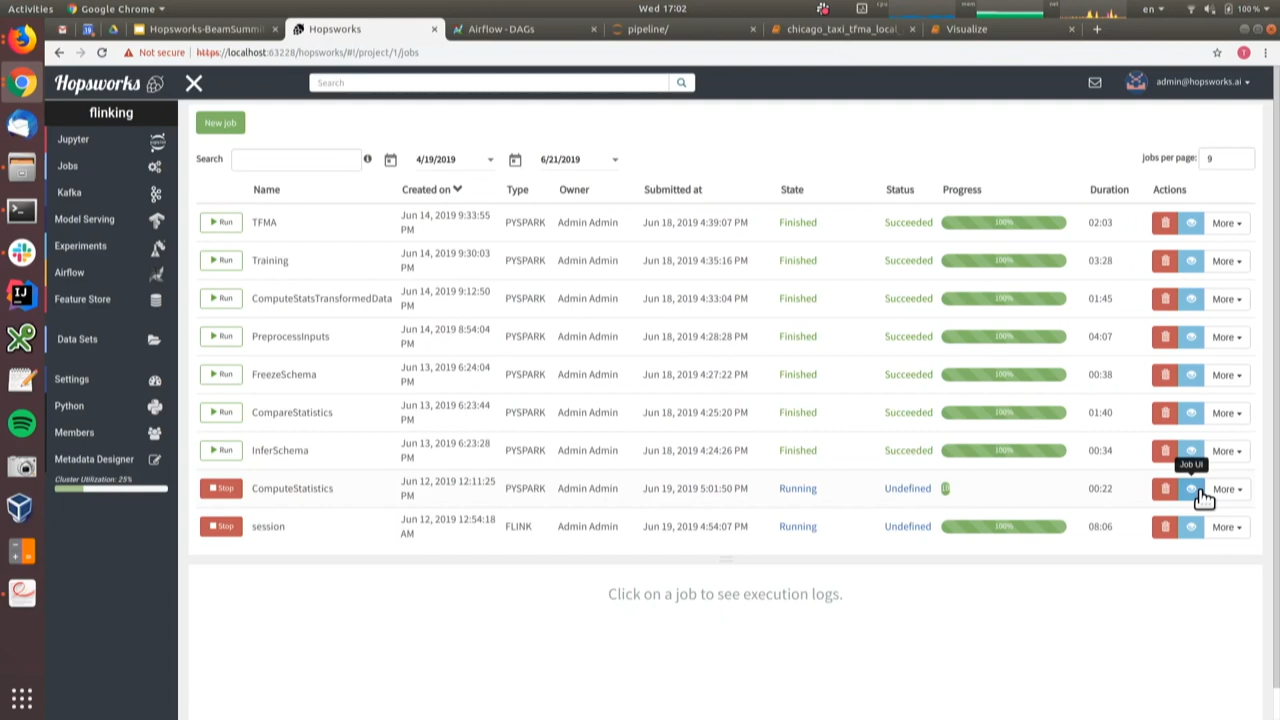 Activities Google Chrome Wed 17:02 en 100 %
Hopsworks-BeamSummi Hopsworks Airflow - DAGs pipeline/ chicago_taxi_tfma_local_ Visualize
Not secure https://localhost:63228/hopsworks/#!/project/1/jobs
Hopsworks Search admin@hopsworks.ai
flinking
New job
Jupyter
Search 4/19/2019 6/21/2019 jobs per page: 9
Jobs
Kafka
Name Created on Type Owner Submitted at State Status Progress Duration Actions
Model Serving
Run TFMA Jun 14, 2019 9:33:55 PM PYSPARK Admin Admin Jun 18, 2019 4:39:07 PM Finished Succeeded 100% 02:03 More
Experiments
Run Training Jun 14, 2019 9:30:03 PM PYSPARK Admin Admin Jun 18, 2019 4:35:16 PM Finished Succeeded 100% 03:28 More
Airflow
Feature Store
Run ComputeStatsTransformedData Jun 14, 2019 9:12:50 PM PYSPARK Admin Admin Jun 18, 2019 4:33:04 PM Finished Succeeded 100% 01:45 More
Data Sets
Run PreprocessInputs Jun 14, 2019 8:54:04 PM PYSPARK Admin Admin Jun 18, 2019 4:28:28 PM Finished Succeeded 100% 04:07 More
Settings
Run FreezeSchema Jun 13, 2019 6:24:04 PM PYSPARK Admin Admin Jun 18, 2019 4:27:22 PM Finished Succeeded 100% 00:38 More
Python
Run CompareStatistics Jun 13, 2019 6:23:44 PM PYSPARK Admin Admin Jun 18, 2019 4:25:20 PM Finished Succeeded 100% 01:40 More
Members
Run InferSchema Jun 13, 2019 6:23:28 PM PYSPARK Admin Admin Jun 18, 2019 4:24:26 PM Finished Succeeded 100% 00:34 More
Metadata Designer
Job UI
Cluster Utilization: 25%
Stop ComputeStatistics Jun 12, 2019 12:11:25 PM PYSPARK Admin Admin Jun 19, 2019 5:01:50 PM Running Undefined 00:22 More
Stop session Jun 12, 2019 12:54:18 AM FLINK Admin Admin Jun 19, 2019 4:54:07 PM Running Undefined 100% 08:06 More
Click on a job to see execution logs.